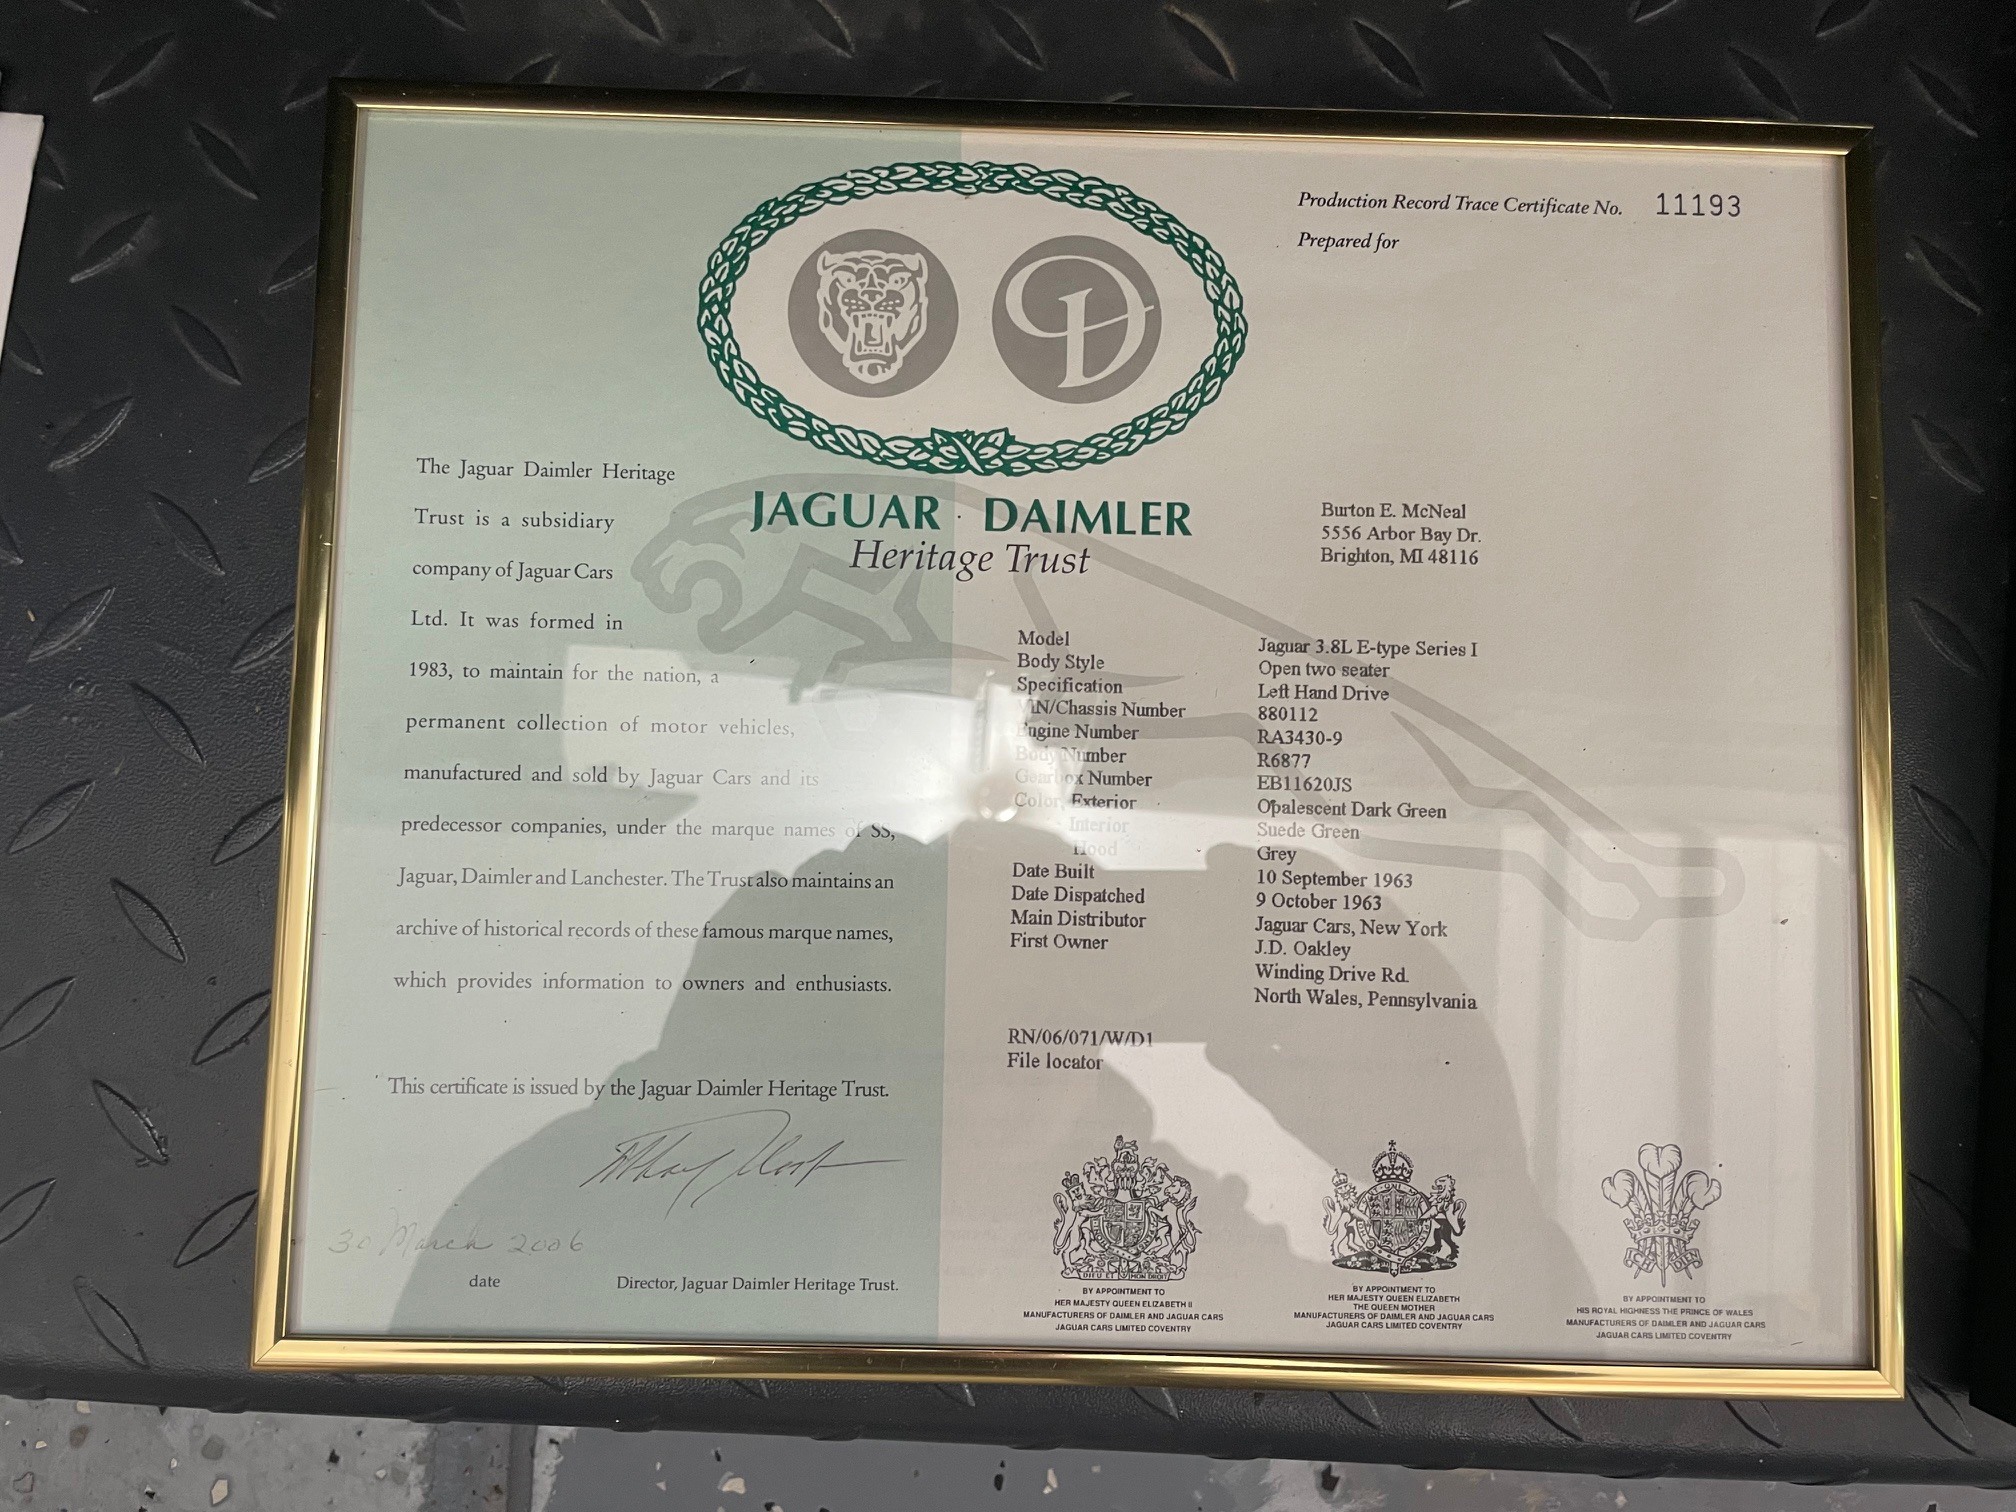 Production Record Trace Certificate No. 11193
Prepared for
JAGUAR · DAIMLER
Heritage Trust
The Jaguar Daimler Heritage
Trust is a subsidiary
company of Jaguar Cars
Ltd. It was formed in
1983, to maintain for the nation, a
permanent collection of motor vehicles,
manufactured and sold by Jaguar Cars and its
predecessor companies, under the marque names of SS,
Jaguar, Daimler and Lanchester. The Trust also maintains an
archive of historical records of these famous marque names,
which provides information to owners and enthusiasts.
This certificate is issued by the Jaguar Daimler Heritage Trust.
30 March 2006
date
Director, Jaguar Daimler Heritage Trust.
Burton E. McNeal
5556 Arbor Bay Dr.
Brighton, MI 48116
Model Jaguar 3.8L E-type Series I
Body Style Open two seater
Specification Left Hand Drive
VIN/Chassis Number 880112
Engine Number RA3430-9
Body Number R6877
Gearbox Number EB11620JS
Color, Exterior Opalescent Dark Green
Interior Suede Green
Hood Grey
Date Built 10 September 1963
Date Dispatched 9 October 1963
Main Distributor Jaguar Cars, New York
First Owner J.D. Oakley
Winding Drive Rd.
North Wales, Pennsylvania
RN/06/071/W/D1
File locator
DIEU ET MON DROIT
BY APPOINTMENT TO
HER MAJESTY QUEEN ELIZABETH II
MANUFACTURERS OF DAIMLER AND JAGUAR CARS
JAGUAR CARS LIMITED COVENTRY
BY APPOINTMENT TO
HER MAJESTY QUEEN ELIZABETH
THE QUEEN MOTHER
MANUFACTURERS OF DAIMLER AND JAGUAR CARS
JAGUAR CARS LIMITED COVENTRY
BY APPOINTMENT TO
HIS ROYAL HIGHNESS THE PRINCE OF WALES
MANUFACTURERS OF DAIMLER AND JAGUAR CARS
JAGUAR CARS LIMITED COVENTRY